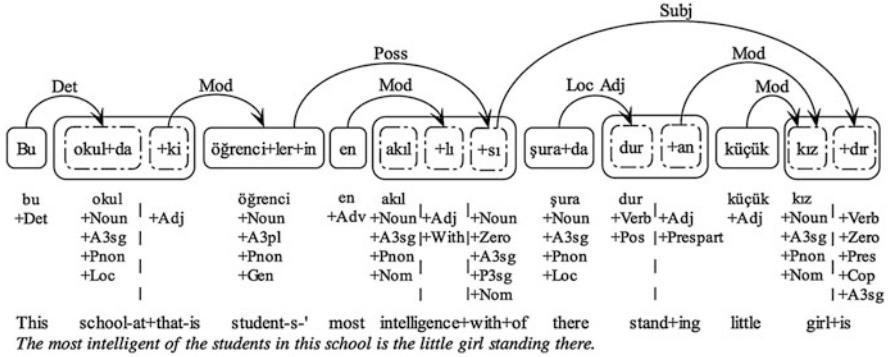 Subj
Poss Mod
Det Mod Mod Loc Adj Mod
Bu okul+da +ki öğrenci+ler+in en akıl +lı +sı şura+da dur +an küçük kız +dır
bu okul öğrenci en akıl şura dur küçük kız
+Det +Noun +Adj +Noun +Adv +Noun +Adj +Noun +Noun +Verb +Adj +Adj +Noun +Verb
+A3sg +A3pl +A3sg +With +Zero +A3sg +Pos +Prespart +A3sg +Zero
+Pnon +Pnon +Pnon +A3sg +Pnon +Pnon +Pres
+Loc +Gen +Nom +P3sg +Loc +Nom +Cop
+Nom +A3sg
This school-at+that-is student-s-' most intelligence+with+of there stand+ing little girl+is
The most intelligent of the students in this school is the little girl standing there.